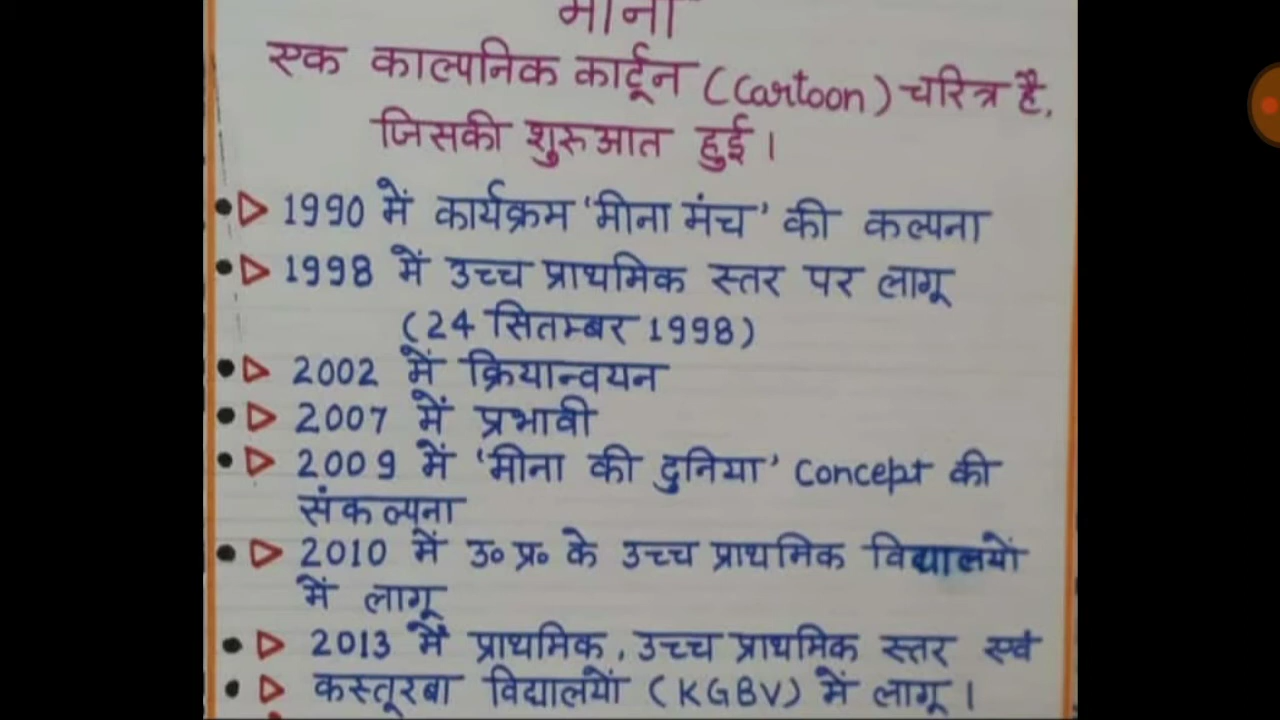 मीना
एक काल्पनिक कार्टून (Cartoon) चरित्र है,
जिसकी शुरुआत हुई।
1990 में कार्यक्रम 'मीना मंच' की कल्पना
1998 में उच्च प्राथमिक स्तर पर लागू
(24 सितम्बर 1998)
2002 में क्रियान्वयन
2007 में प्रभावी
2009 में 'मीना की दुनिया' Concept की
संकल्पना
2010 में उ० प्र० के उच्च प्राथमिक विद्यालयों
में लागू
2013 में प्राथमिक, उच्च प्राथमिक स्तर एवं
कस्तूरबा विद्यालयों (KGBV) में लागू।